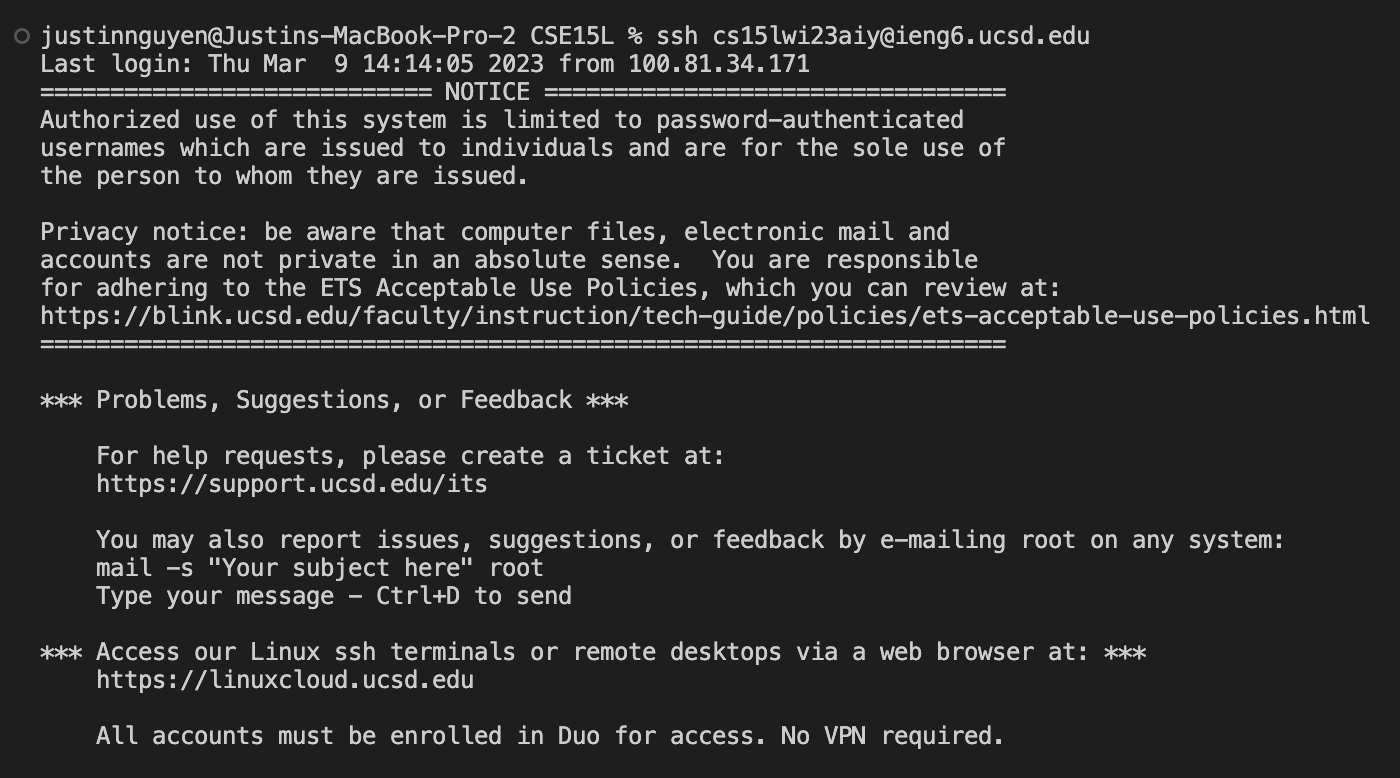 justinnguyen@Justins-MacBook-Pro-2 CSE15L % ssh cs15lwi23aiy@ieng6.ucsd.edu
Last login: Thu Mar  9 14:14:05 2023 from 100.81.34.171
============================ NOTICE =================================
Authorized use of this system is limited to password-authenticated
usernames which are issued to individuals and are for the sole use of
the person to whom they are issued.

Privacy notice: be aware that computer files, electronic mail and
accounts are not private in an absolute sense.  You are responsible
for adhering to the ETS Acceptable Use Policies, which you can review at:
https://blink.ucsd.edu/faculty/instruction/tech-guide/policies/ets-acceptable-use-policies.html
=====================================================================

*** Problems, Suggestions, or Feedback ***

    For help requests, please create a ticket at:
    https://support.ucsd.edu/its

    You may also report issues, suggestions, or feedback by e-mailing root on any system:
    mail -s "Your subject here" root
    Type your message - Ctrl+D to send

*** Access our Linux ssh terminals or remote desktops via a web browser at: ***
    https://linuxcloud.ucsd.edu

    All accounts must be enrolled in Duo for access. No VPN required.